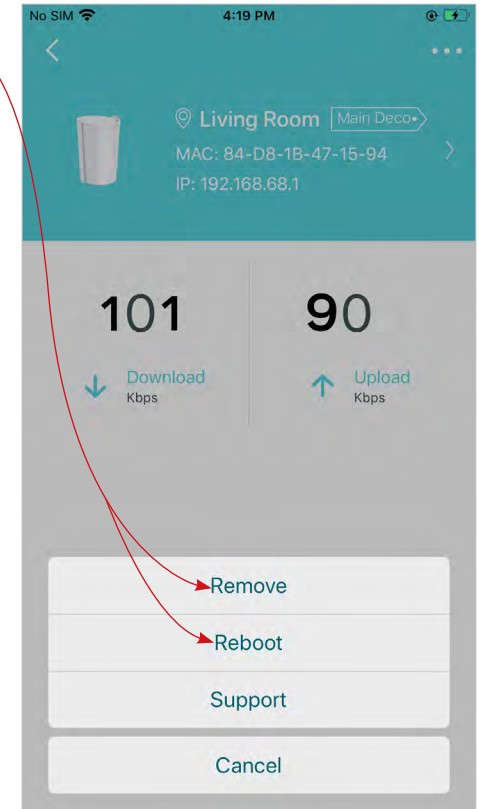 No SIM 4:19 PM
Living Room Main Deco
MAC: 84-D8-1B-47-15-94
IP: 192.168.68.1
101 90
Download Upload
Kbps Kbps
Remove
Reboot
Support
Cancel